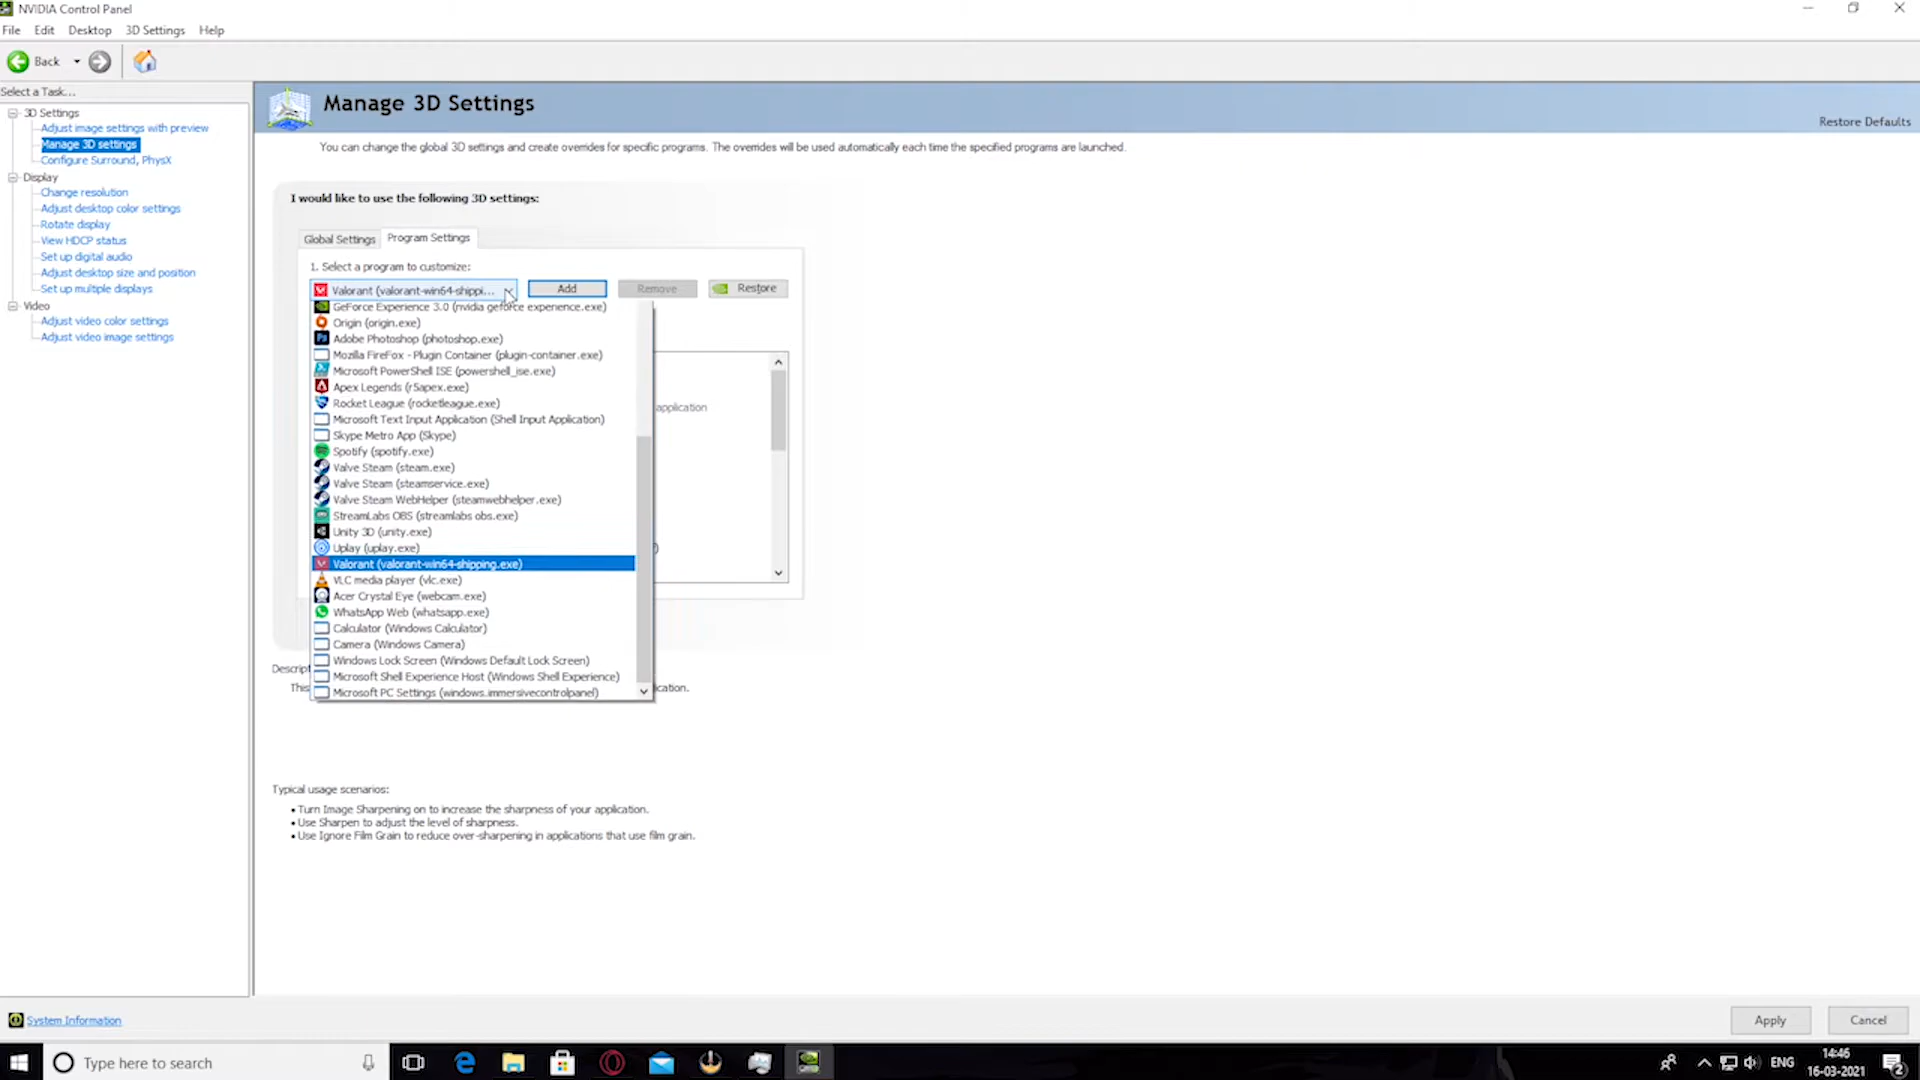 NVIDIA Control Panel
File Edit Desktop 3D Settings Help
Back
Select a Task...
3D Settings
Adjust image settings with preview
Manage 3D settings
Configure Surround, PhysX
Display
Change resolution
Adjust desktop color settings
Rotate display
View HDCP status
Set up digital audio
Adjust desktop size and position
Set up multiple displays
Video
Adjust video color settings
Adjust video image settings
Manage 3D Settings
Restore Defaults
You can change the global 3D settings and create overrides for specific programs. The overrides will be used automatically each time the specified programs are launched.
I would like to use the following 3D settings:
Global Settings Program Settings
1. Select a program to customize:
Valorant (valorant-win64-shippi... Add Remove Restore
GeForce Experience 3.0 (nvidia geforce experience.exe)
Origin (origin.exe)
Adobe Photoshop (photoshop.exe)
Mozilla FireFox - Plugin Container (plugin-container.exe)
Microsoft PowerShell ISE (powershell_ise.exe)
Apex Legends (r5apex.exe)
Rocket League (rocketleague.exe)
application
Microsoft Text Input Application (Shell Input Application)
Skype Metro App (Skype)
Spotify (spotify.exe)
Valve Steam (steam.exe)
Valve Steam (steamservice.exe)
Valve Steam WebHelper (steamwebhelper.exe)
StreamLabs OBS (streamlabs obs.exe)
Unity 3D (unity.exe)
Uplay (uplay.exe)
Valorant (valorant-win64-shipping.exe)
VLC media player (vlc.exe)
Acer Crystal Eye (webcam.exe)
WhatsApp Web (whatsapp.exe)
Calculator (Windows Calculator)
Camera (Windows Camera)
Windows Lock Screen (Windows Default Lock Screen)
Microsoft Shell Experience Host (Windows Shell Experience)
Microsoft PC Settings (windows.immersivecontrolpanel)
Descript
This
ication.
Typical usage scenarios:
• Turn Image Sharpening on to increase the sharpness of your application.
• Use Sharpen to adjust the level of sharpness.
• Use Ignore Film Grain to reduce over-sharpening in applications that use film grain.
System Information
Apply Cancel
Type here to search
ENG
14:46
16-03-2021
2